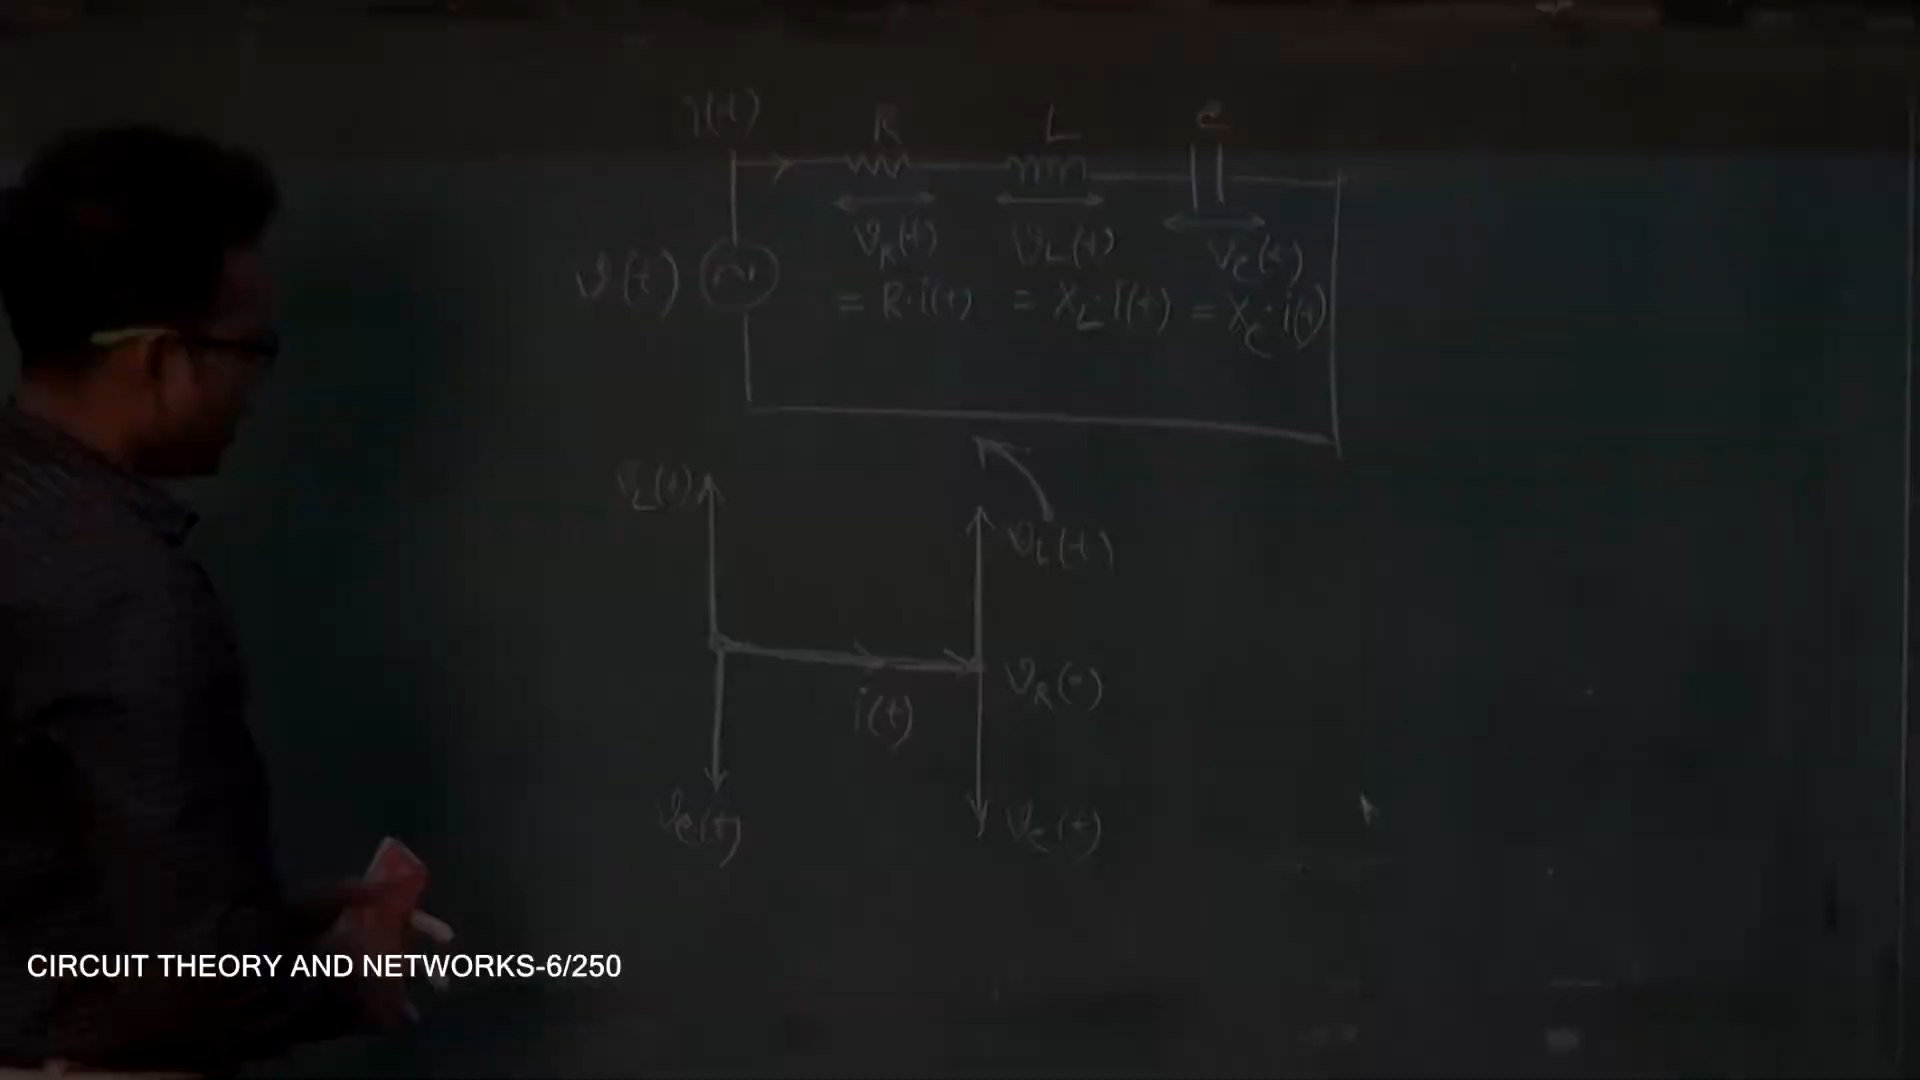 i(t)
R
L
C
v(t)
v_R(t)
= R·i(t)
v_L(t)
= X_L·i(t)
v_C(t)
= X_C·i(t)
v_L(t)
v_L(t)
v_R(t)
i(t)
v_C(t)
v_C(t)
CIRCUIT THEORY AND NETWORKS-6/250